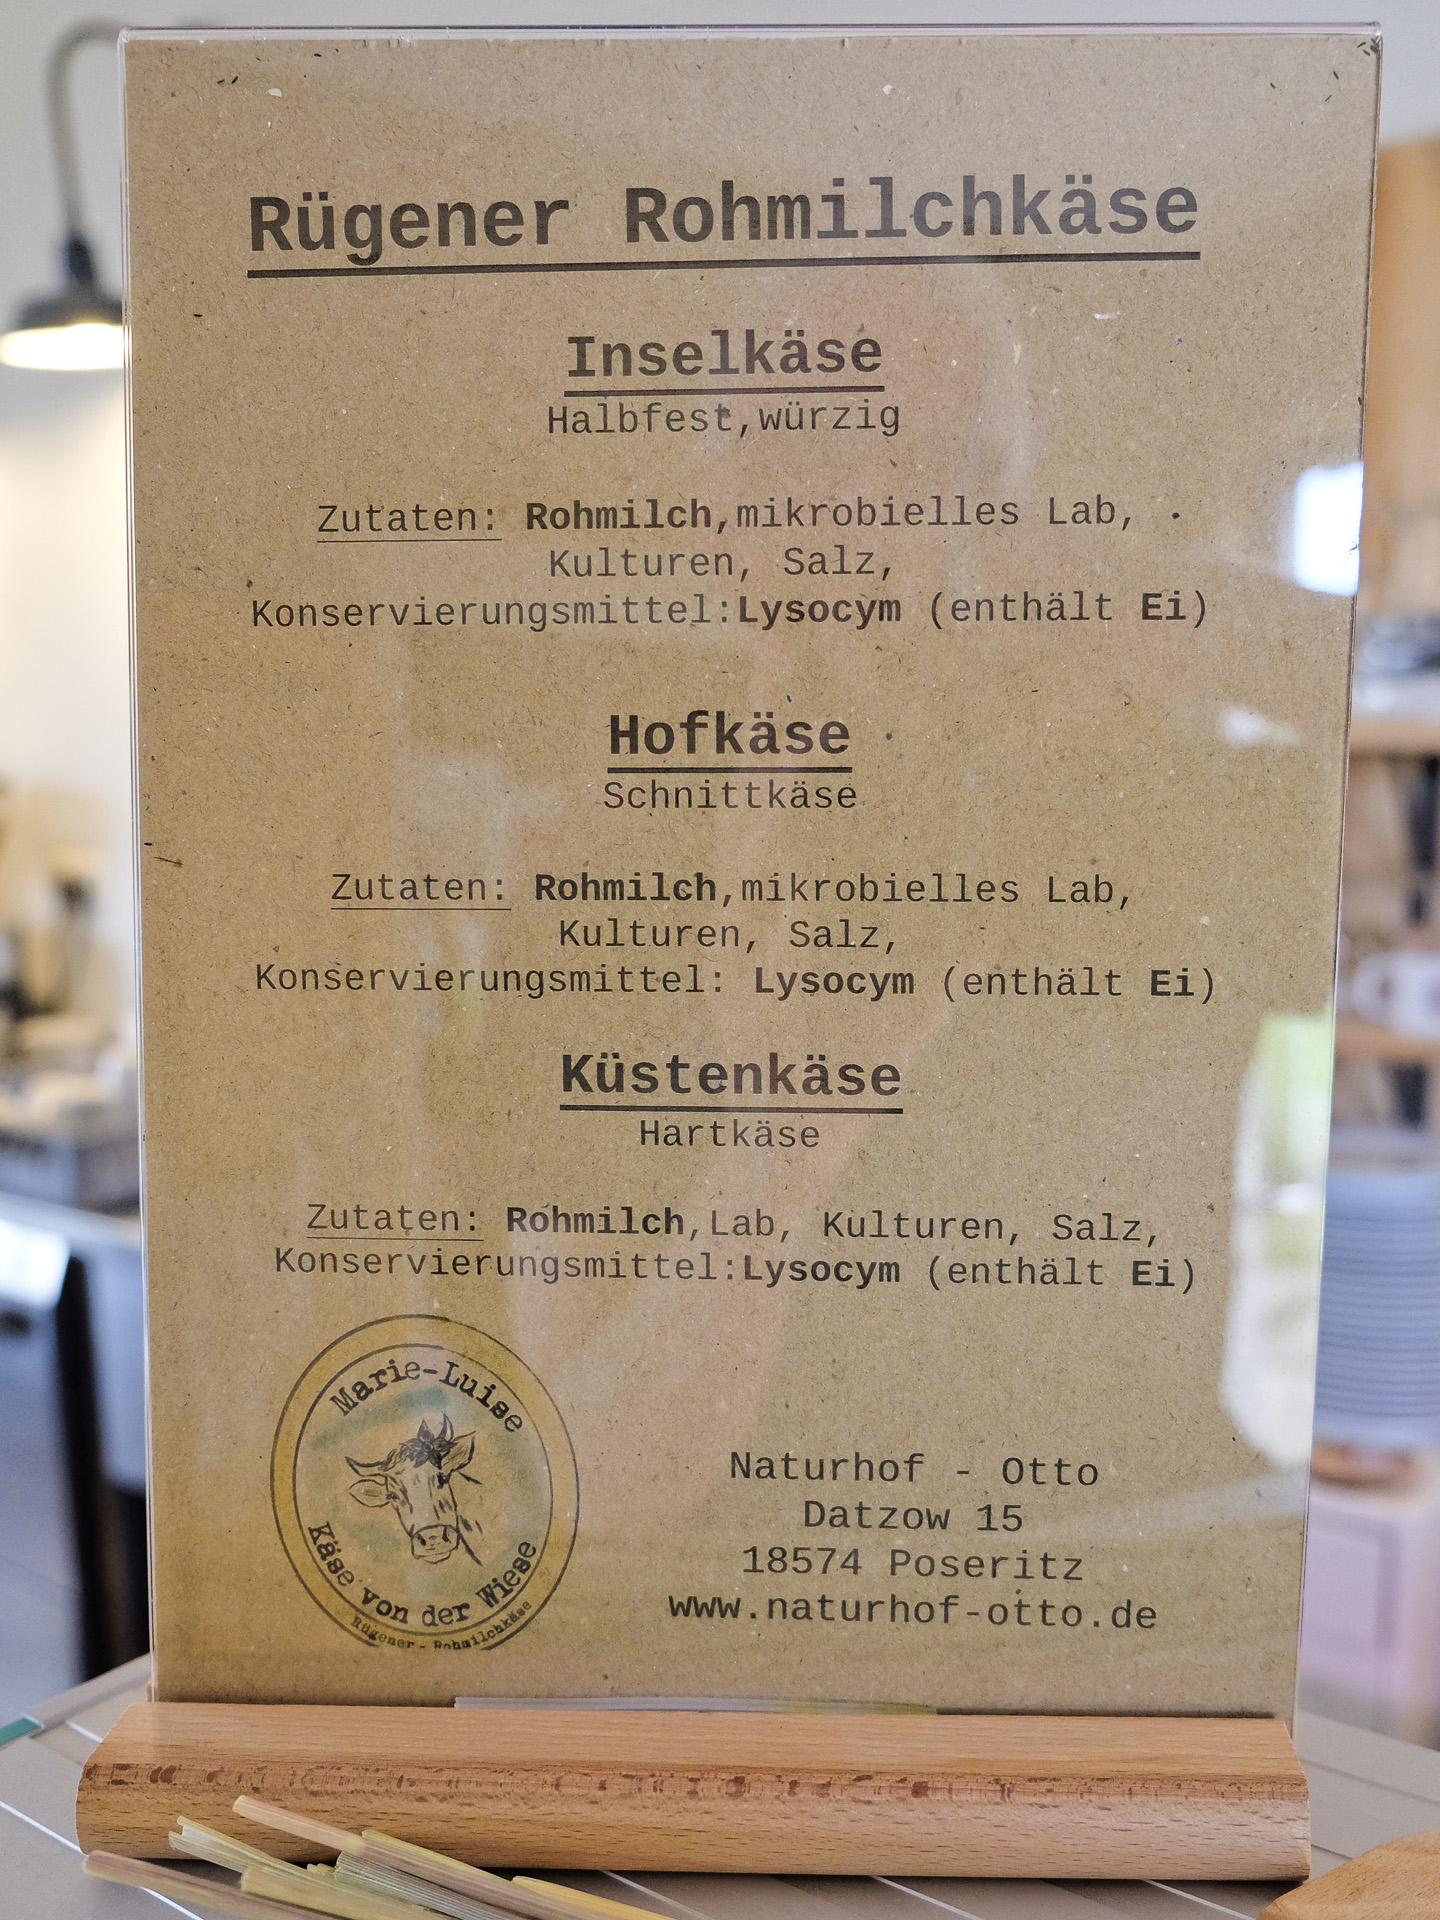 Rügener Rohmilchkäse
Inselkäse
Halbfest,würzig
Zutaten: Rohmilch,mikrobielles Lab,
Kulturen, Salz,
Konservierungsmittel:Lysocym (enthält Ei)
Hofkäse
Schnittkäse
Zutaten: Rohmilch,mikrobielles Lab,
Kulturen, Salz,
Konservierungsmittel: Lysocym (enthält Ei)
Küstenkäse
Hartkäse
Zutaten: Rohmilch,Lab, Kulturen, Salz,
Konservierungsmittel:Lysocym (enthält Ei)
Marie-Luise
Käse von der Wiese
Rügener - Rohmilchkäse
Naturhof - Otto
Datzow 15
18574 Poseritz
www.naturhof-otto.de